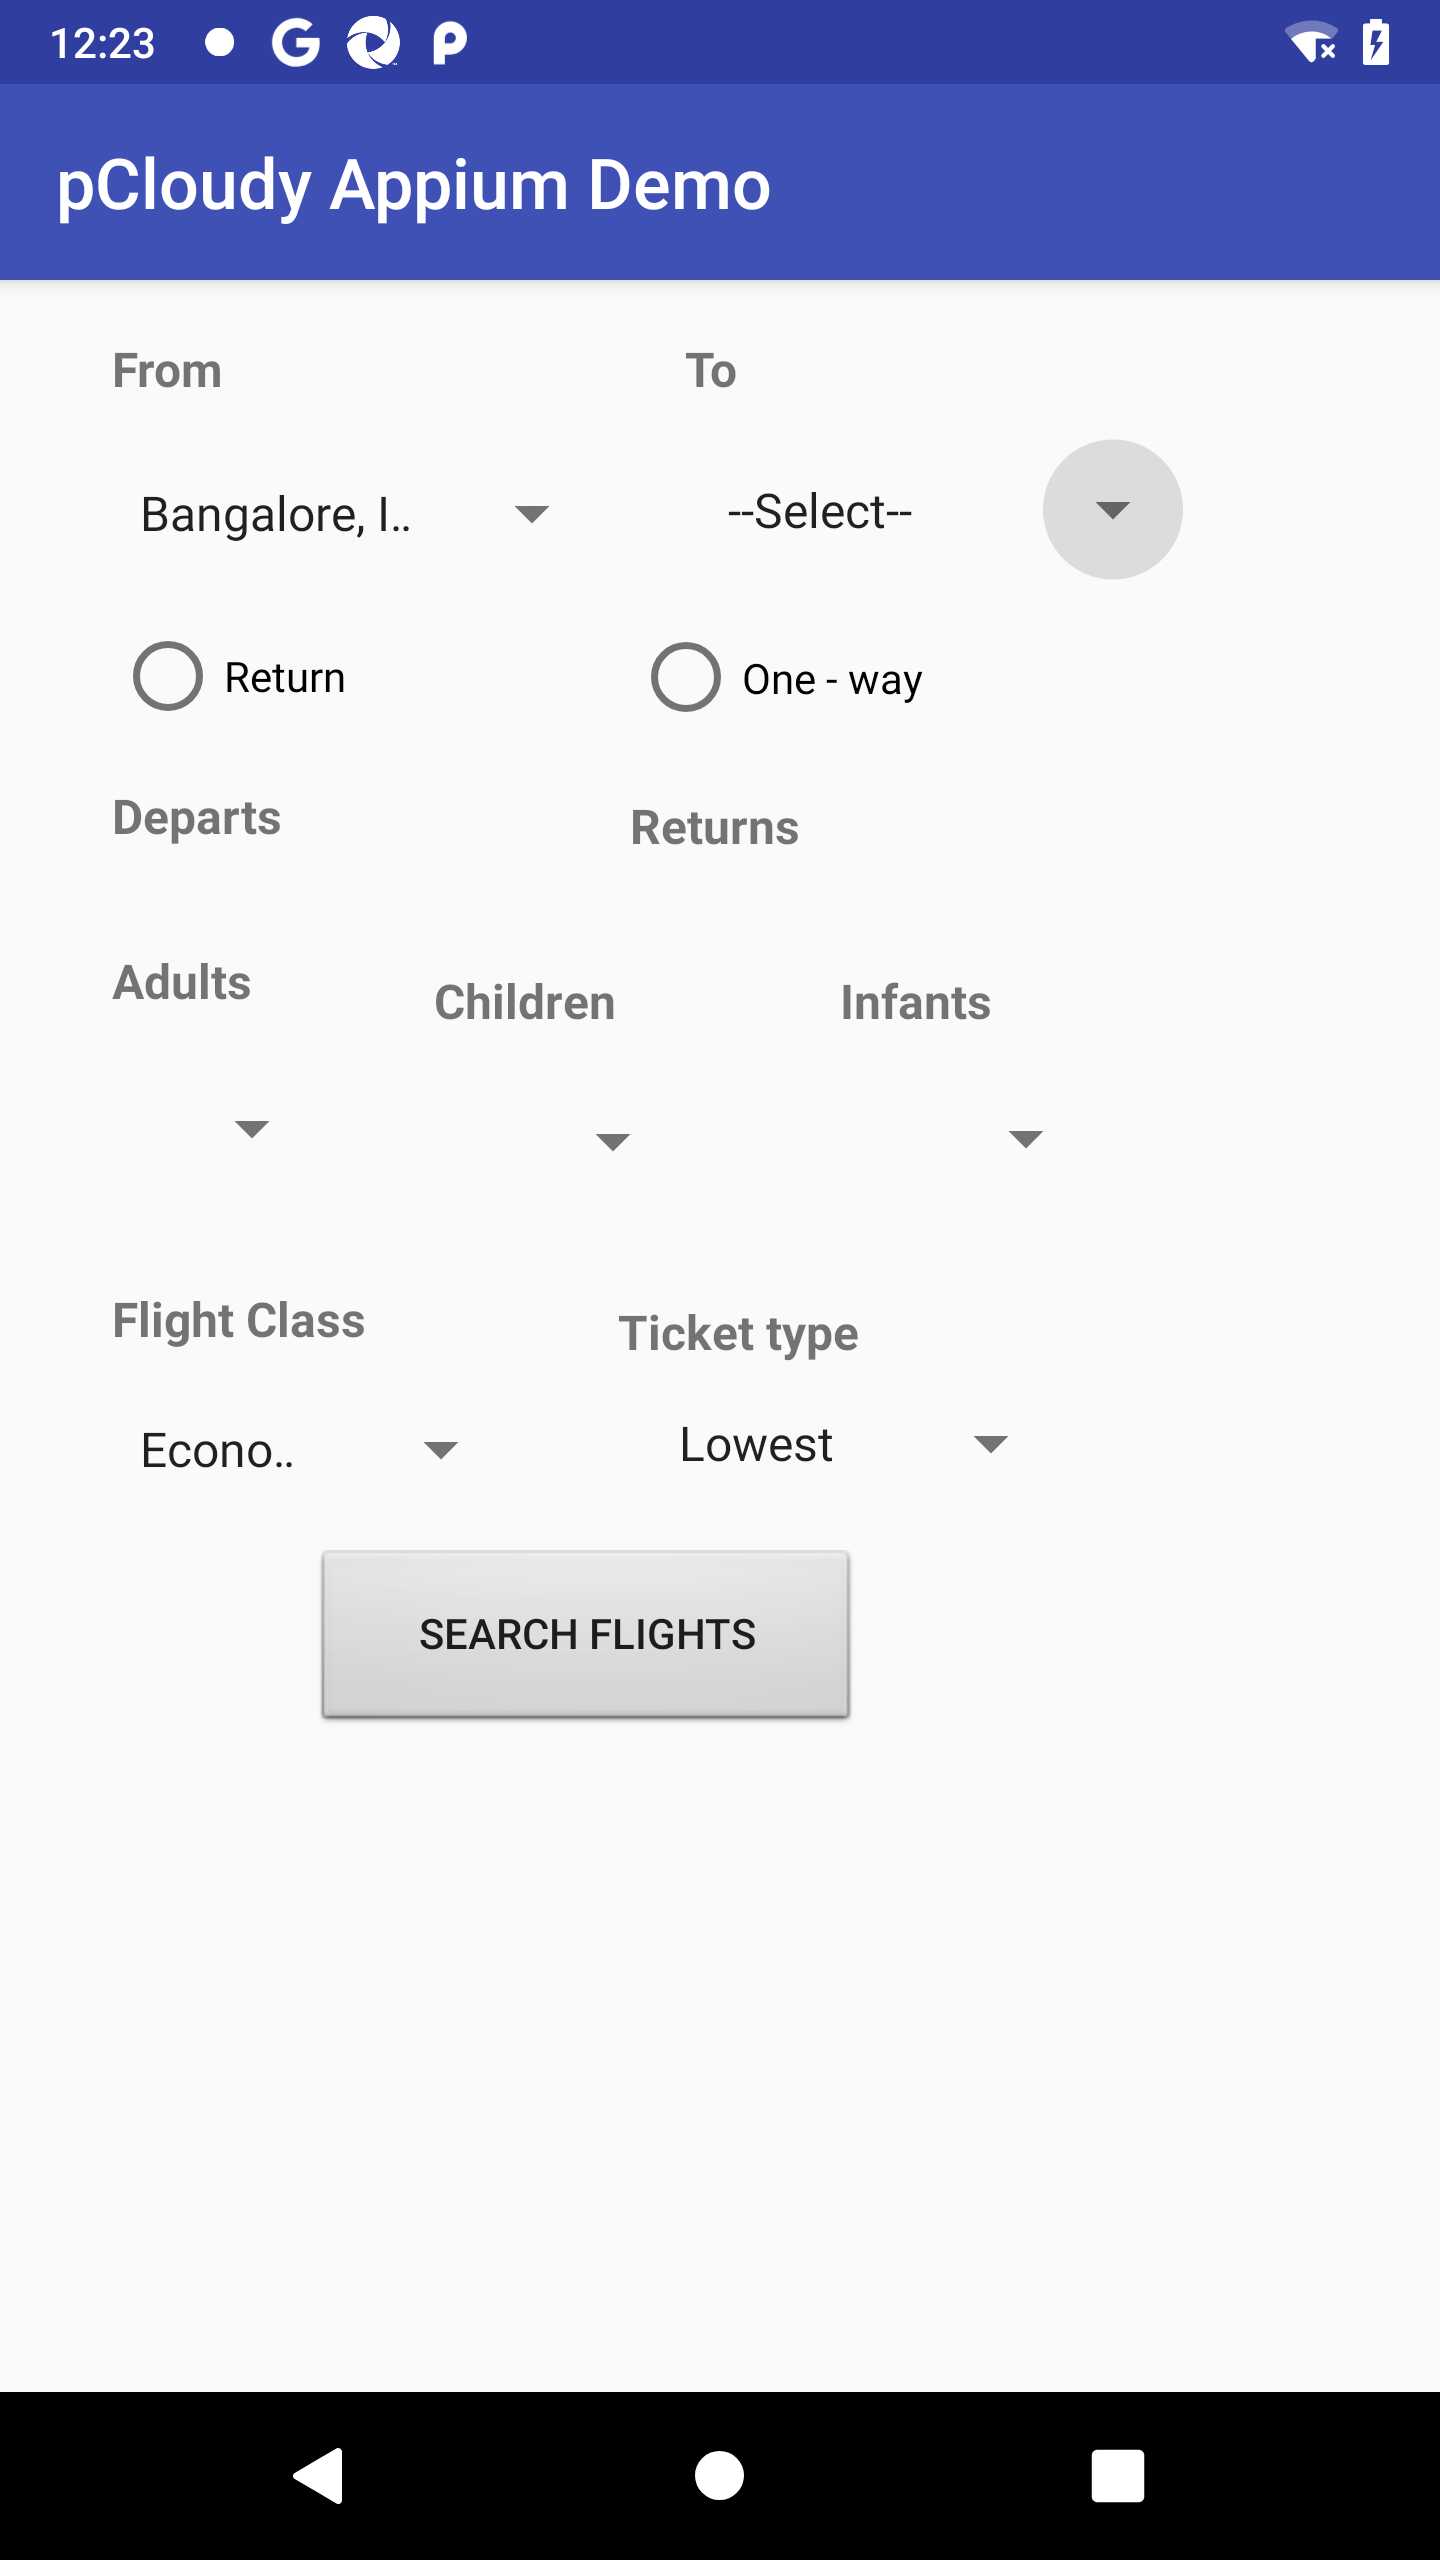 12:23
pCloudy Appium Demo
From To
Bangalore, I.. --Select--
Return One - way
Departs Returns
Adults Children Infants
Flight Class Ticket type
Econo.. Lowest
SEARCH FLIGHTS